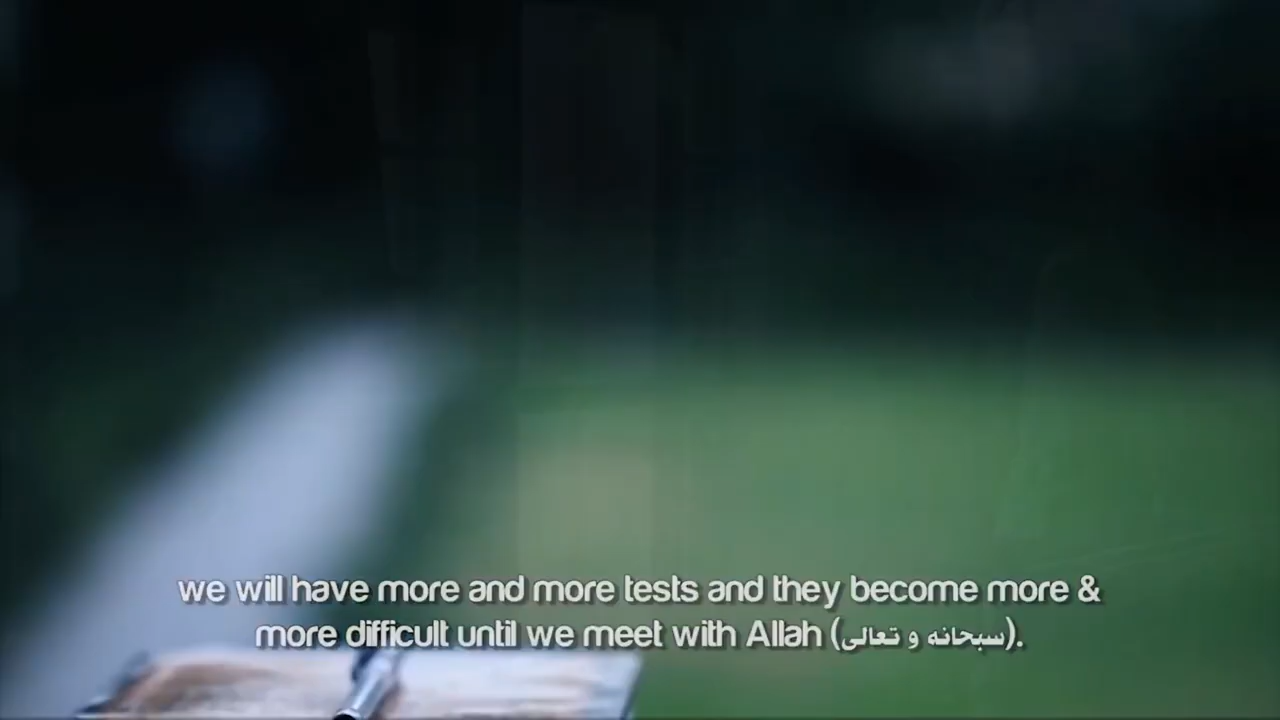 we will have more and more tests and they become more &
more difficult until we meet with Allah (سبحانه و تعالى).